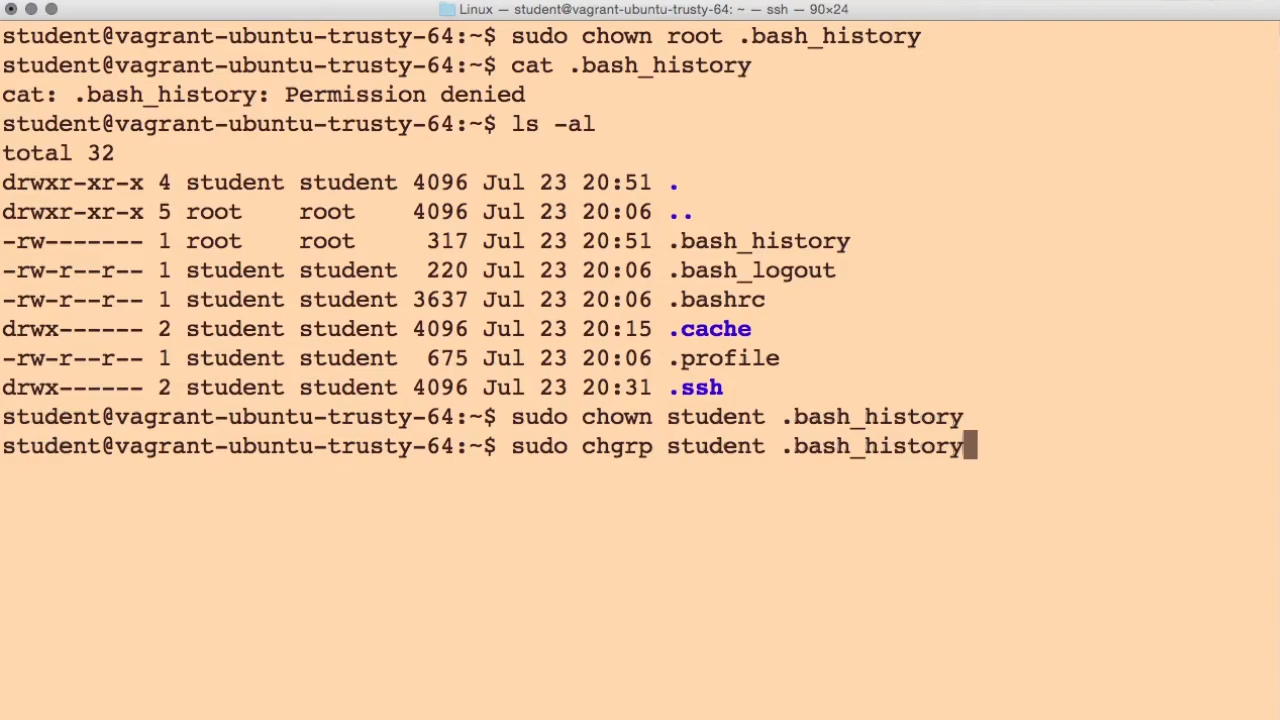 Linux — student@vagrant-ubuntu-trusty-64: ~ — ssh — 90×24
student@vagrant-ubuntu-trusty-64:~$ sudo chown root .bash_history
student@vagrant-ubuntu-trusty-64:~$ cat .bash_history
cat: .bash_history: Permission denied
student@vagrant-ubuntu-trusty-64:~$ ls -al
total 32
drwxr-xr-x 4 student student 4096 Jul 23 20:51 .
drwxr-xr-x 5 root    root    4096 Jul 23 20:06 ..
-rw------- 1 root    root     317 Jul 23 20:51 .bash_history
-rw-r--r-- 1 student student  220 Jul 23 20:06 .bash_logout
-rw-r--r-- 1 student student 3637 Jul 23 20:06 .bashrc
drwx------ 2 student student 4096 Jul 23 20:15 .cache
-rw-r--r-- 1 student student  675 Jul 23 20:06 .profile
drwx------ 2 student student 4096 Jul 23 20:31 .ssh
student@vagrant-ubuntu-trusty-64:~$ sudo chown student .bash_history
student@vagrant-ubuntu-trusty-64:~$ sudo chgrp student .bash_history